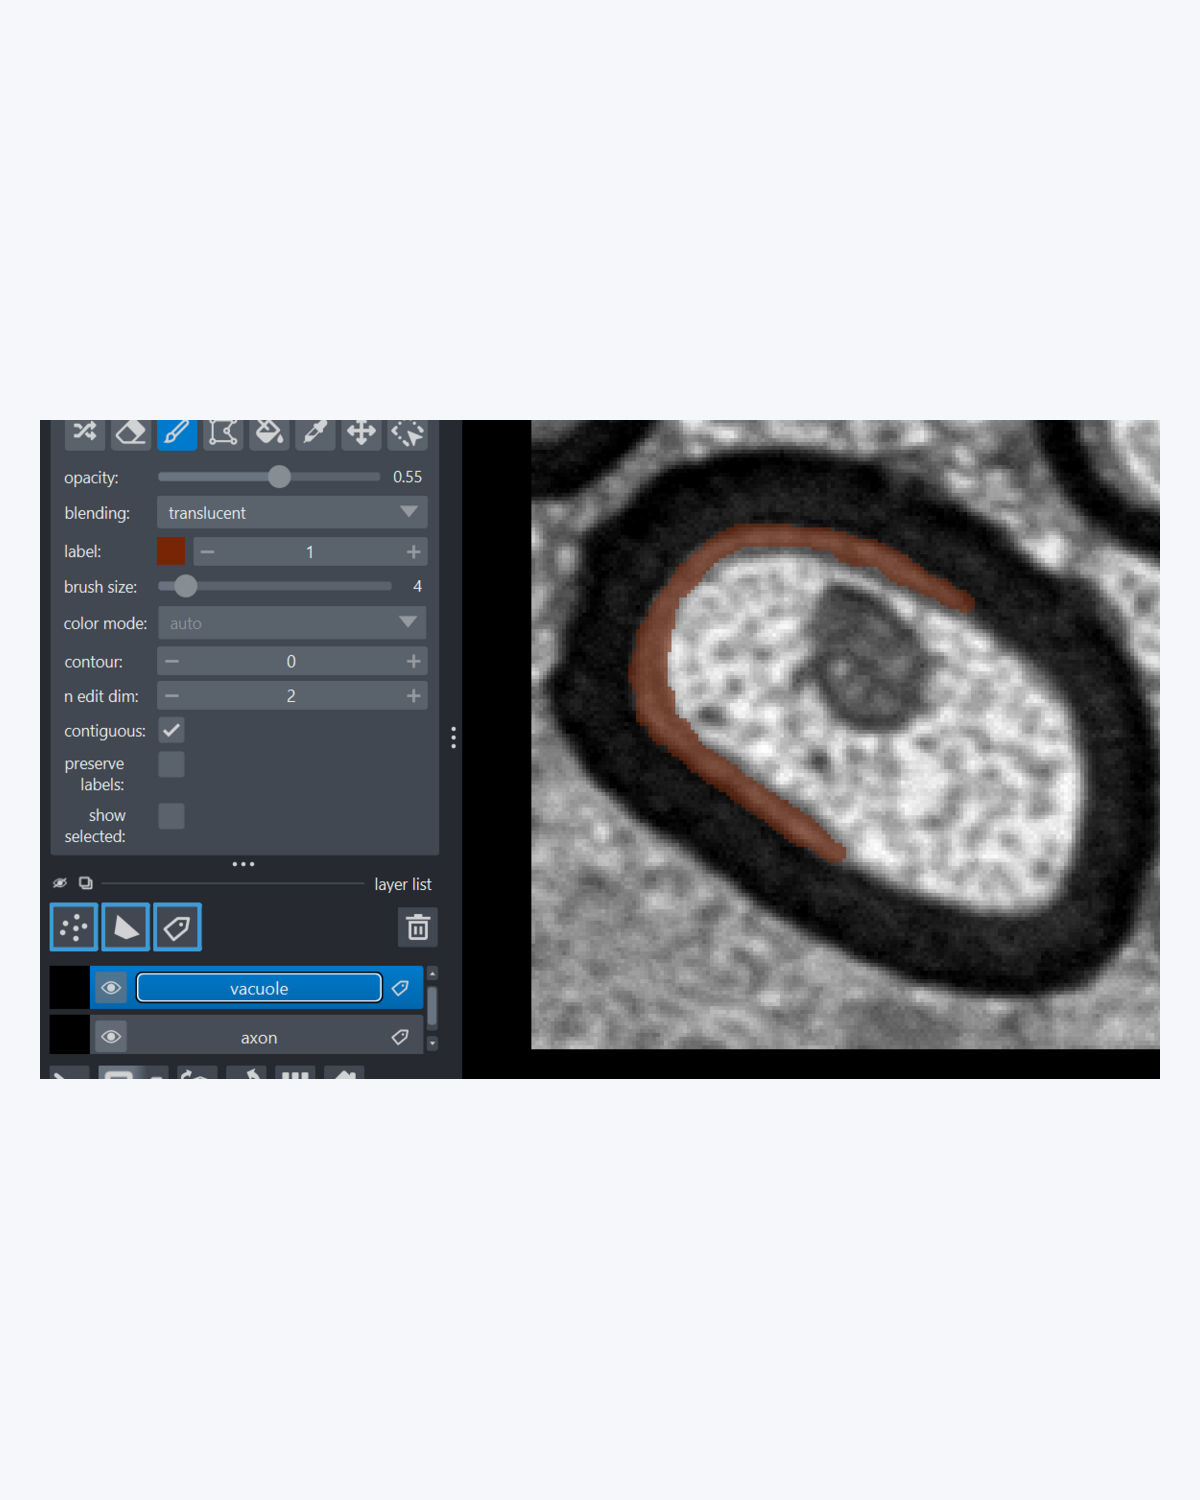 opacity: 0.55
blending: translucent
label: 1
brush size: 4
color mode: auto
contour: 0
n edit dim: 2
contiguous:
preserve
labels:
show
selected:
layer list
vacuole
axon